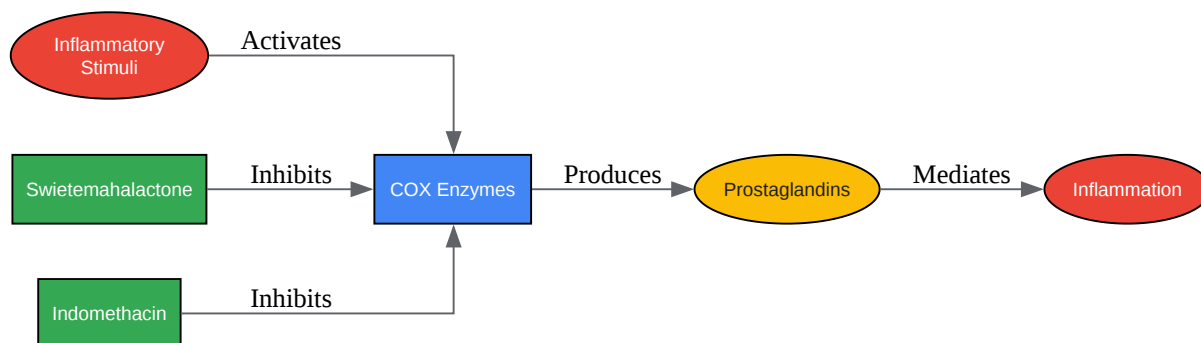 Inflammatory
Stimuli
Activates
Swietemahalactone
Inhibits
COX Enzymes
Produces
Prostaglandins
Mediates
Inflammation
Indomethacin
Inhibits